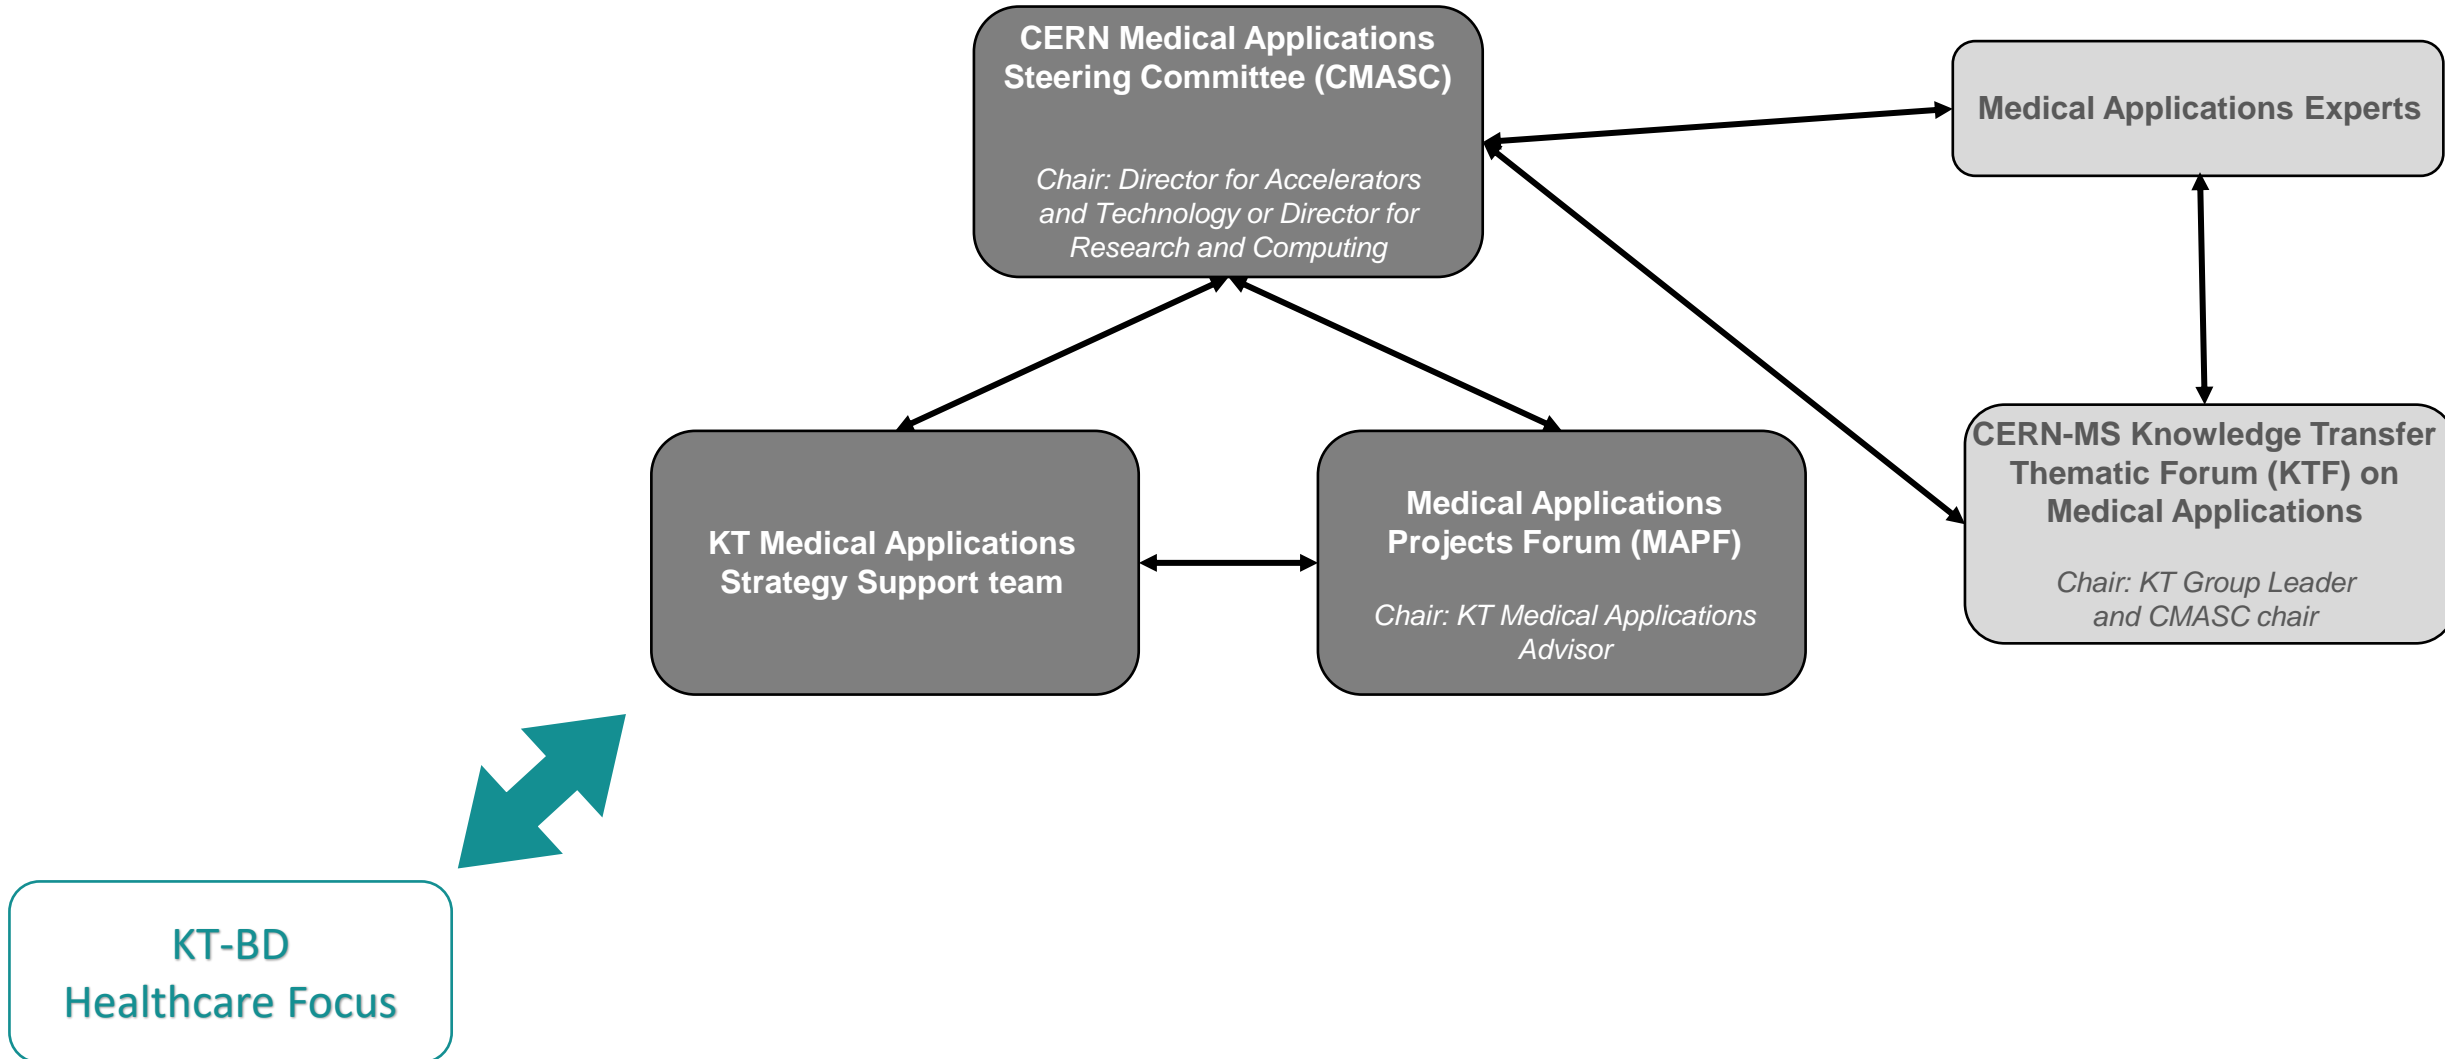 CERN Medical Applications
Steering Committee (CMASC)
Chair: Director for Accelerators
and Technology or Director for
Research and Computing
Medical Applications Experts
KT Medical Applications
Strategy Support team
Medical Applications
Projects Forum (MAPF)
Chair: KT Medical Applications
Advisor
CERN-MS Knowledge Transfer
Thematic Forum (KTF) on
Medical Applications
Chair: KT Group Leader
and CMASC chair
KT-BD
Healthcare Focus